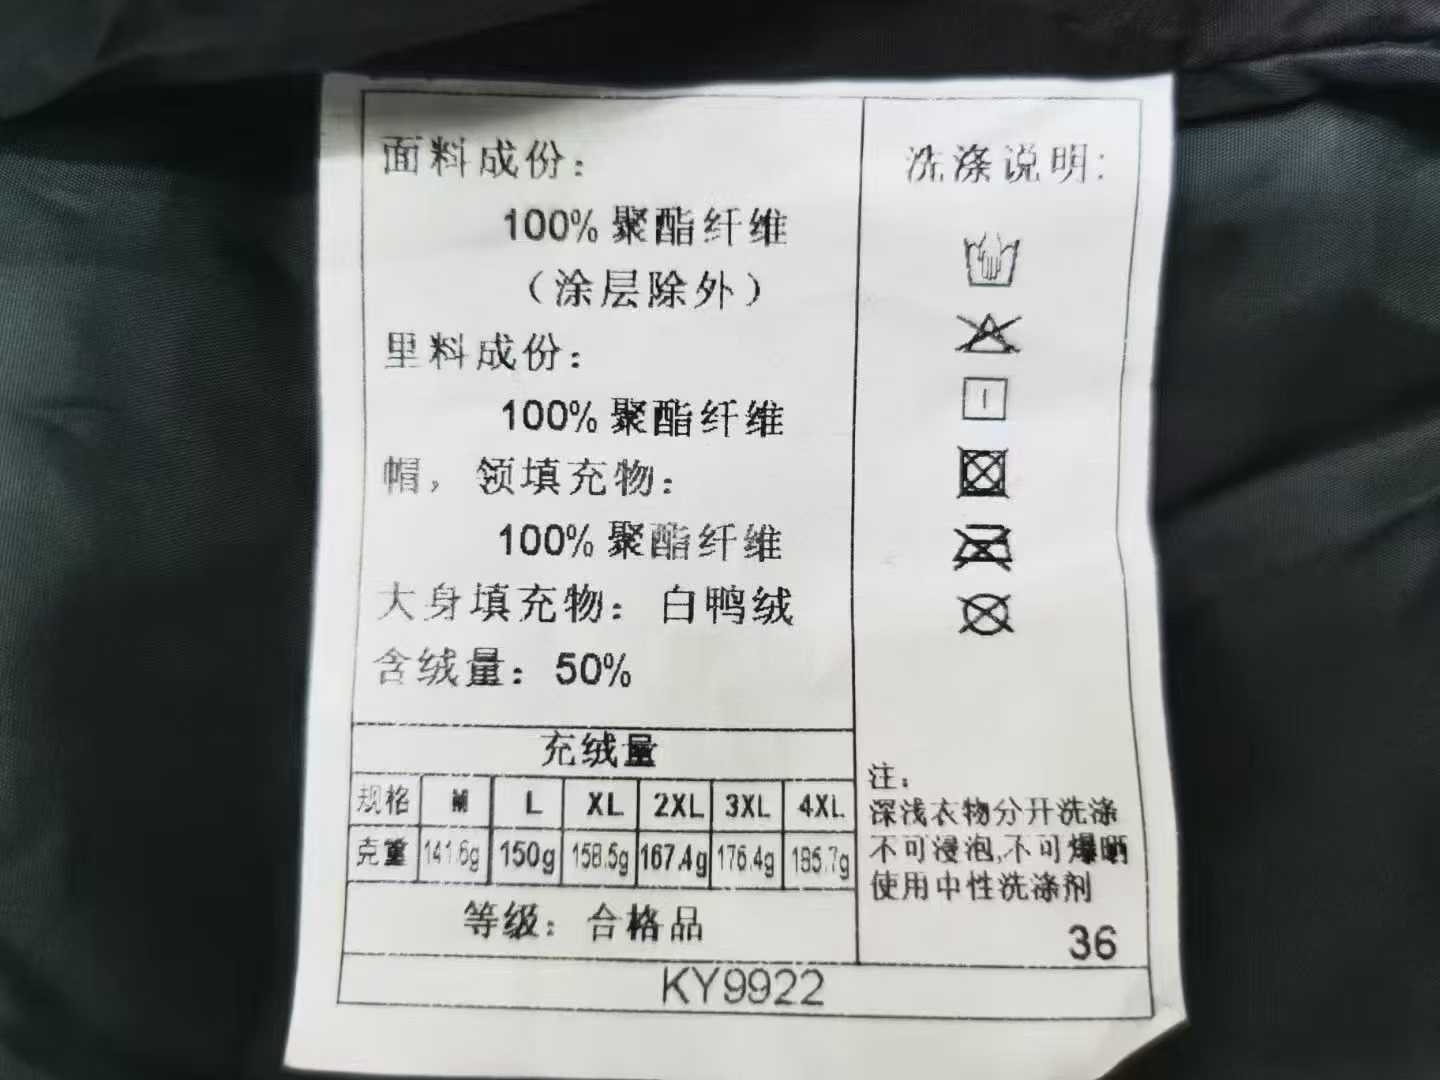 面料成份：
100% 聚酯纤维
（涂层除外）
里料成份：
100% 聚酯纤维
帽，领填充物：
100% 聚酯纤维
大身填充物：白鸭绒
含绒量：50%
充绒量
规格 M L XL 2XL 3XL 4XL
克重 141.6g 150g 158.5g 167.4g 176.4g 185.7g
等级：合格品
洗涤说明：
注：
深浅衣物分开洗涤
不可浸泡,不可爆晒
使用中性洗涤剂
36
KY9922